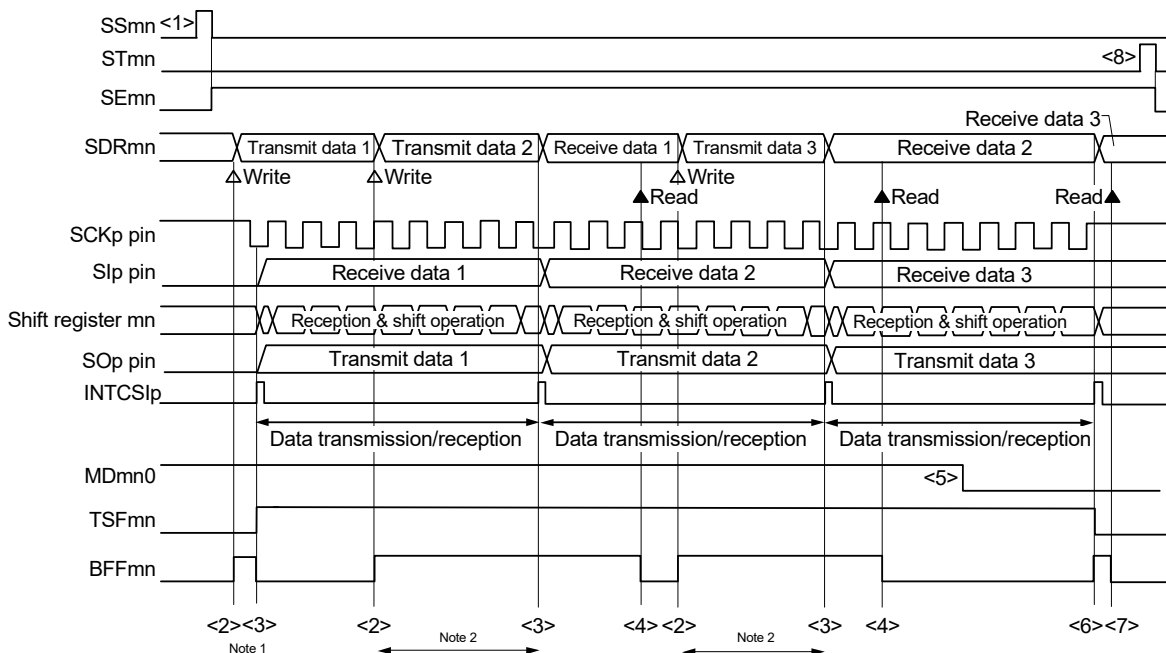 SSmn <1>
STmn <8>
SEmn
Receive data 3
SDRmn Transmit data 1 Transmit data 2 Receive data 1 Transmit data 3 Receive data 2
Write Write Write
Read Read Read
SCKp pin
SIp pin Receive data 1 Receive data 2 Receive data 3
Shift register mn Reception & shift operation Reception & shift operation Reception & shift operation
SOp pin Transmit data 1 Transmit data 2 Transmit data 3
INTCSIp
Data transmission/reception Data transmission/reception Data transmission/reception
MDmn0 <5>
TSFmn
BFFmn
<2> <3> <2> <3> <4> <2> <3> <4> <6> <7>
Note 1 Note 2 Note 2